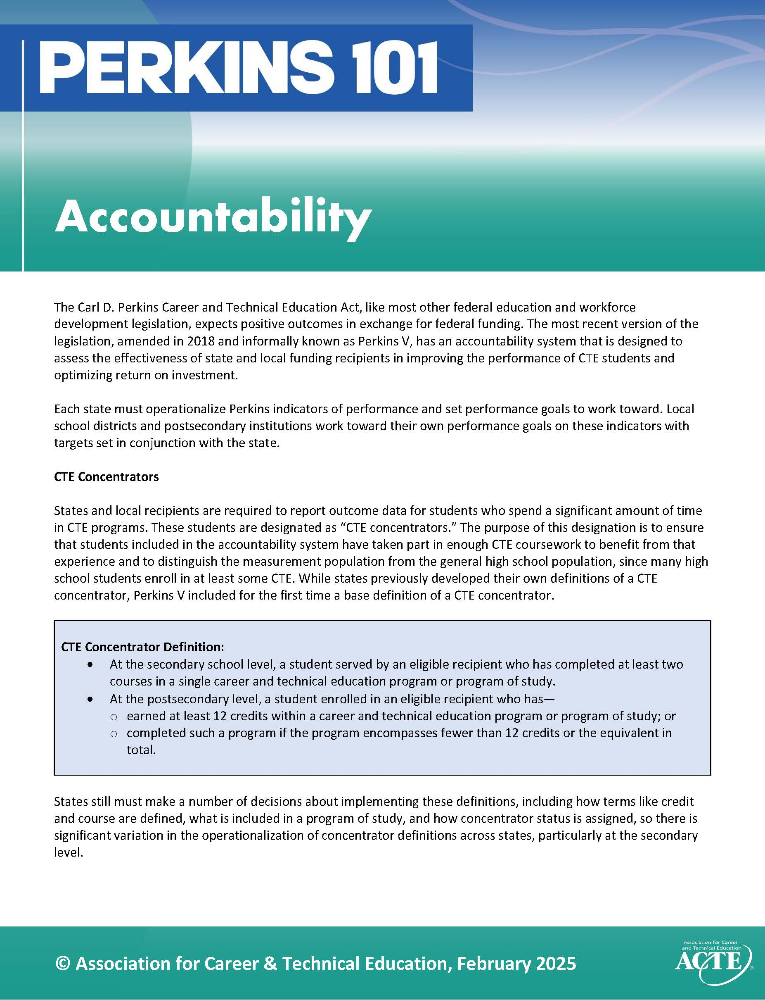 PERKINS 101
Accountability
The Carl D. Perkins Career and Technical Education Act, like most other federal education and workforce
development legislation, expects positive outcomes in exchange for federal funding. The most recent version of the
legislation, amended in 2018 and informally known as Perkins V, has an accountability system that is designed to
assess the effectiveness of state and local funding recipients in improving the performance of CTE students and
optimizing return on investment.
Each state must operationalize Perkins indicators of performance and set performance goals to work toward. Local
school districts and postsecondary institutions work toward their own performance goals on these indicators with
targets set in conjunction with the state.
CTE Concentrators
States and local recipients are required to report outcome data for students who spend a significant amount of time
in CTE programs. These students are designated as “CTE concentrators.” The purpose of this designation is to ensure
that students included in the accountability system have taken part in enough CTE coursework to benefit from that
experience and to distinguish the measurement population from the general high school population, since many high
school students enroll in at least some CTE. While states previously developed their own definitions of a CTE
concentrator, Perkins V included for the first time a base definition of a CTE concentrator.
CTE Concentrator Definition:
• At the secondary school level, a student served by an eligible recipient who has completed at least two
courses in a single career and technical education program or program of study.
• At the postsecondary level, a student enrolled in an eligible recipient who has—
○ earned at least 12 credits within a career and technical education program or program of study; or
○ completed such a program if the program encompasses fewer than 12 credits or the equivalent in
total.
States still must make a number of decisions about implementing these definitions, including how terms like credit
and course are defined, what is included in a program of study, and how concentrator status is assigned, so there is
significant variation in the operationalization of concentrator definitions across states, particularly at the secondary
level.
© Association for Career & Technical Education, February 2025
Association for Career
and Technical Education
ACTE®